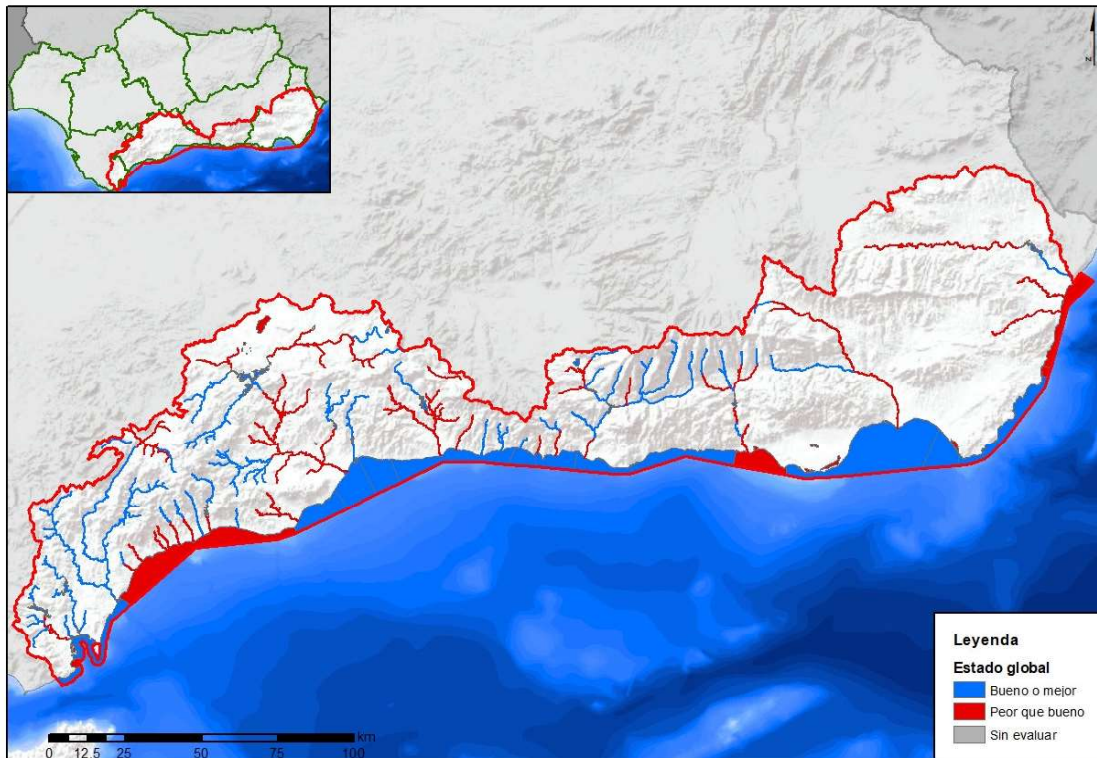 N
Leyenda
Estado global
Bueno o mejor
Peor que bueno
Sin evaluar
km
0 12.5 25 50 75 100